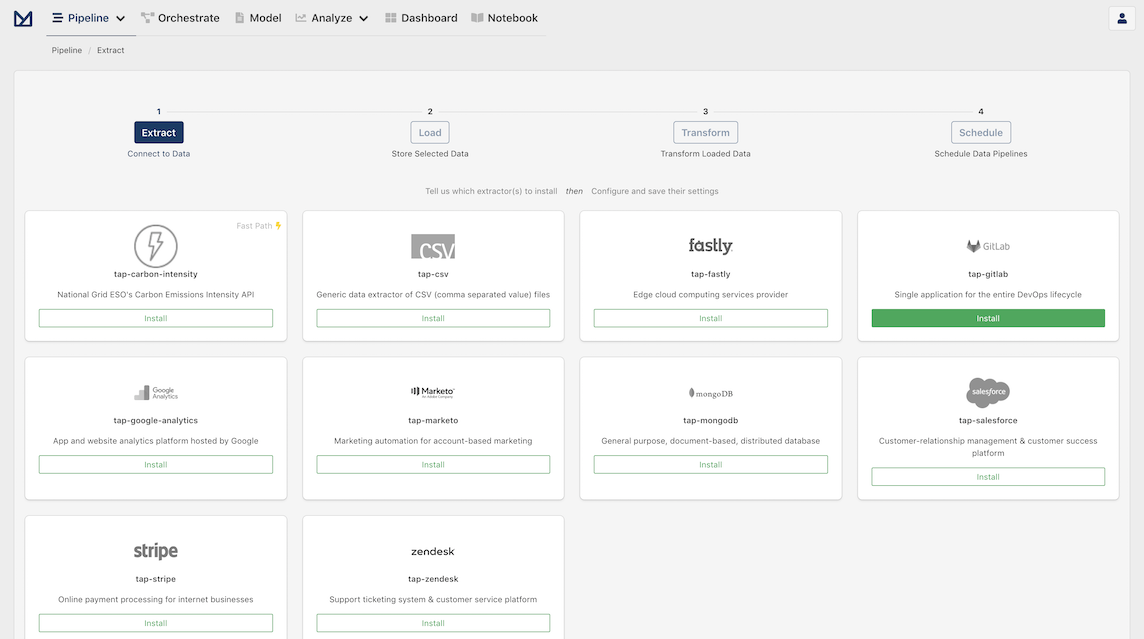 Pipeline Orchestrate Model Analyze Dashboard Notebook
Pipeline / Extract
1 2 3 4
Extract Load Transform Schedule
Connect to Data Store Selected Data Transform Loaded Data Schedule Data Pipelines
Tell us which extractor(s) to install then Configure and save their settings
Fast Path
tap-carbon-intensity
National Grid ESO's Carbon Emissions Intensity API
Install
CSV
tap-csv
Generic data extractor of CSV (comma separated value) files
Install
fastly
tap-fastly
Edge cloud computing services provider
Install
GitLab
tap-gitlab
Single application for the entire DevOps lifecycle
Install
Google
Analytics
tap-google-analytics
App and website analytics platform hosted by Google
Install
Marketo
An Adobe Company
tap-marketo
Marketing automation for account-based marketing
Install
mongoDB
tap-mongodb
General purpose, document-based, distributed database
Install
salesforce
tap-salesforce
Customer-relationship management & customer success
platform
Install
stripe
tap-stripe
Online payment processing for internet businesses
Install
zendesk
tap-zendesk
Support ticketing system & customer service platform
Install